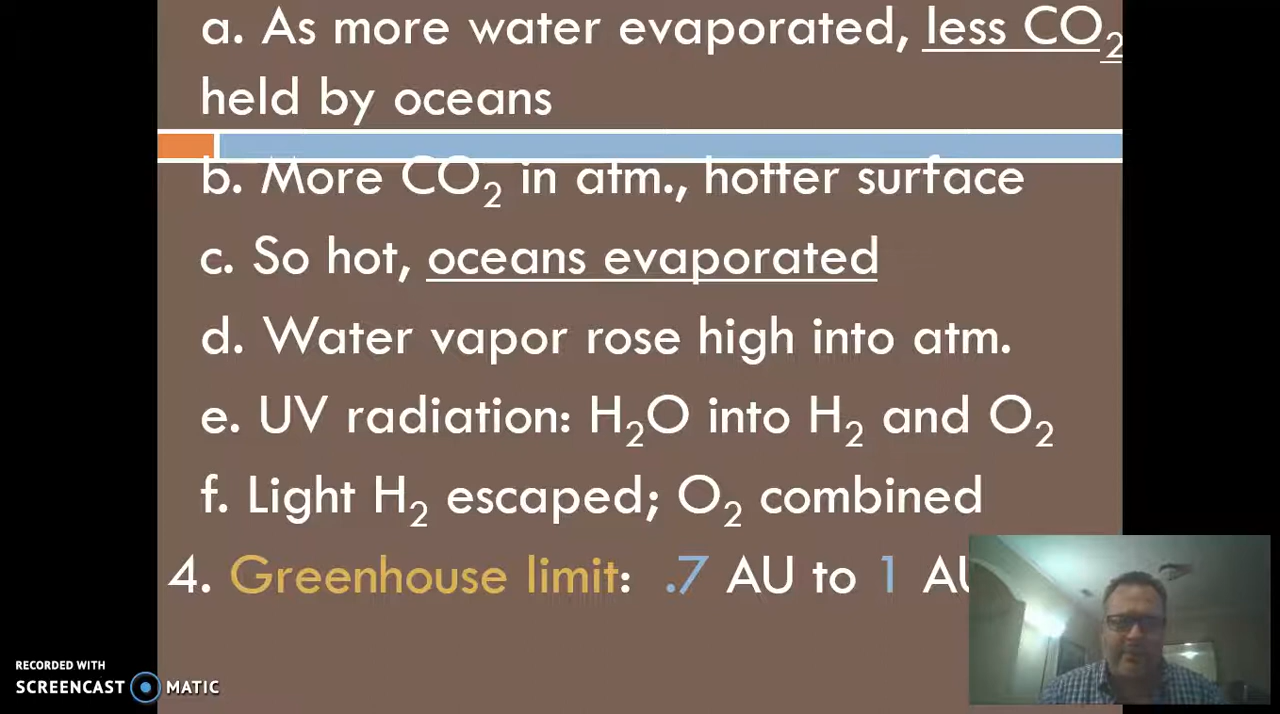 a. As more water evaporated, less CO₂
held by oceans
b. More CO₂ in atm., hotter surface
c. So hot, oceans evaporated
d. Water vapor rose high into atm.
e. UV radiation: H₂O into H₂ and O₂
f. Light H₂ escaped; O₂ combined
4. Greenhouse limit: .7 AU to 1 AU
RECORDED WITH
SCREENCAST MATIC